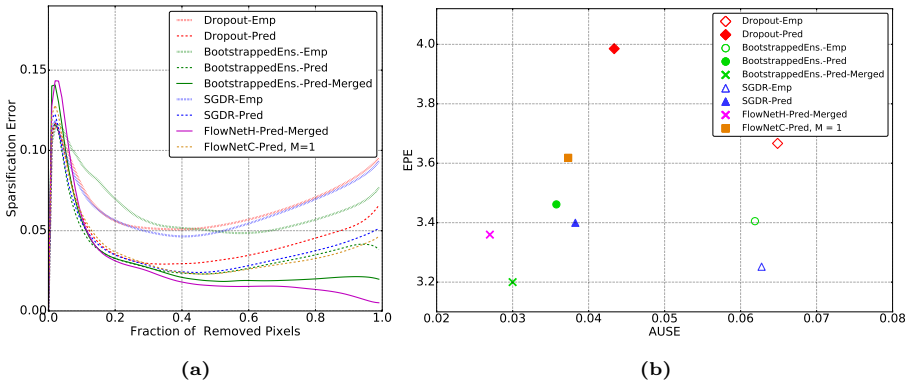 Dropout-Emp
Dropout-Pred
BootstrappedEns.-Emp
BootstrappedEns.-Pred
BootstrappedEns.-Pred-Merged
SGDR-Emp
SGDR-Pred
FlowNetH-Pred-Merged
FlowNetC-Pred, M=1
Sparsification Error
0.15
0.10
0.05
0.00
0.0 0.2 0.4 0.6 0.8 1.0
Fraction of Removed Pixels
(a)
Dropout-Emp
Dropout-Pred
BootstrappedEns.-Emp
BootstrappedEns.-Pred
BootstrappedEns.-Pred-Merged
SGDR-Emp
SGDR-Pred
FlowNetH-Pred-Merged
FlowNetC-Pred, M = 1
EPE
4.0
3.8
3.6
3.4
3.2
0.02 0.03 0.04 0.05 0.06 0.07 0.08
AUSE
(b)